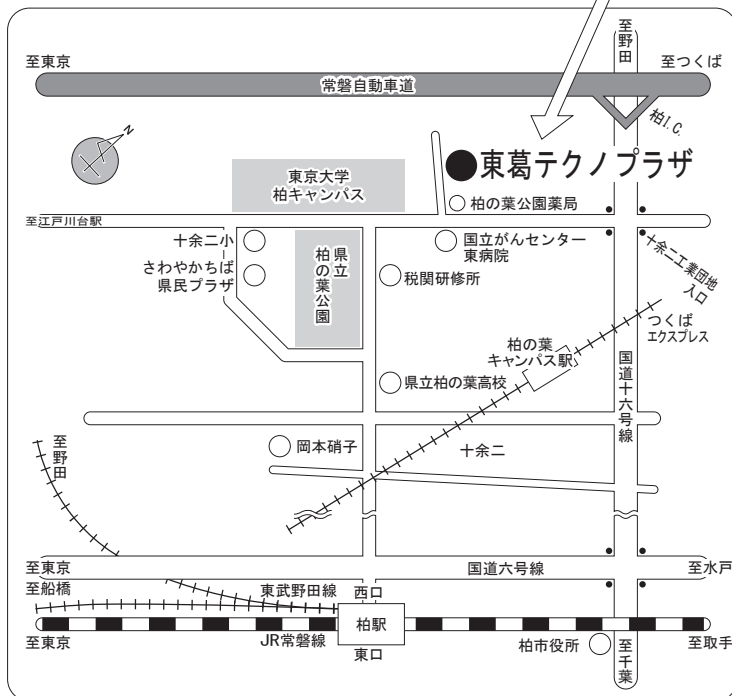 至野田
至東京
至つくば
常磐自動車道
柏I.C.
東葛テクノプラザ
東京大学
柏キャンパス
柏の葉公園薬局
至江戸川台駅
十余二小
国立がんセンター
東病院
さわやかちば
県民プラザ
県立
柏の葉公園
税関研修所
十余二工業団地
入口
つくば
エクスプレス
柏の葉
キャンパス駅
県立柏の葉高校
国道十六号線
至野田
岡本硝子
十余二
至東京
国道六号線
至水戸
至船橋
東武野田線
西口
柏駅
至東京
JR常磐線
東口
柏市役所
至千葉
至取手
N